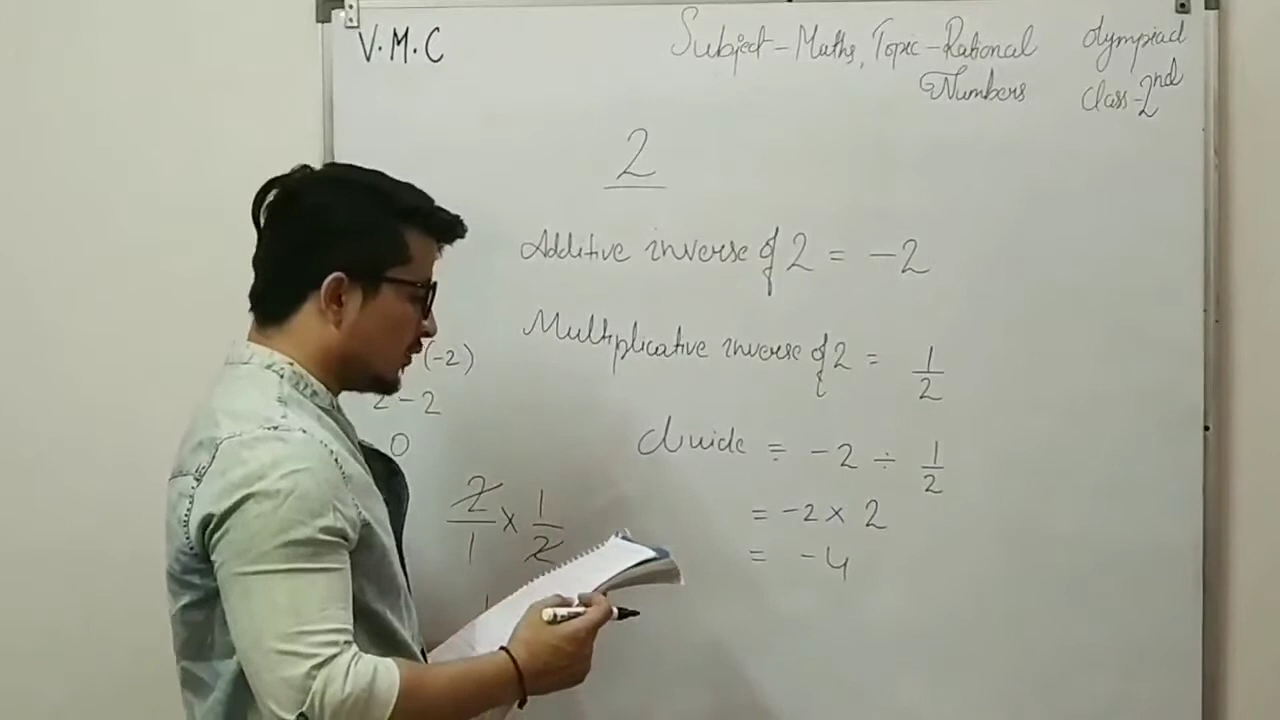 V.M.C
Subject-Maths, Topic-Rational
Numbers
Olympiad
Class-2nd
2
Additive inverse of 2 = -2
Multiplicative inverse of 2 = 1/2
(-2)
2-2
0
2/1 × 1/2
1
divide = -2 ÷ 1/2
= -2 × 2
= -4